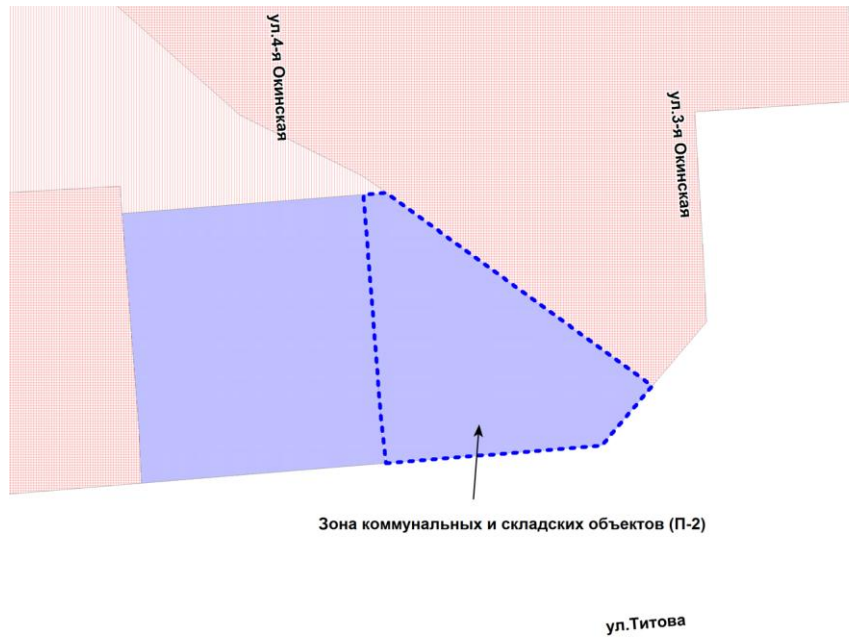 ул.4-я Окинская
ул.3-я Окинская
Зона коммунальных и складских объектов (П-2)
ул.Титова